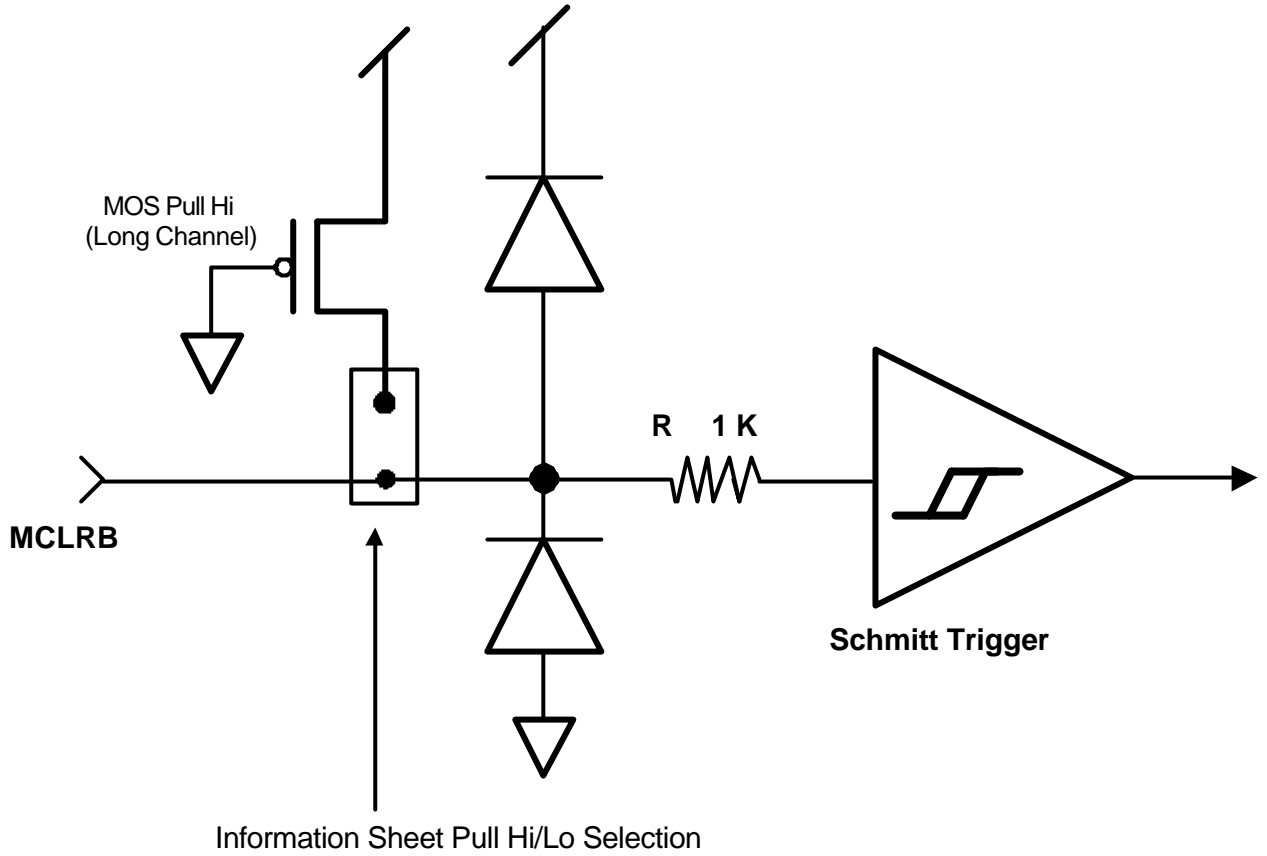 MOS Pull Hi
(Long Channel)
R 1 K
MCLRB
Schmitt Trigger
Information Sheet Pull Hi/Lo Selection